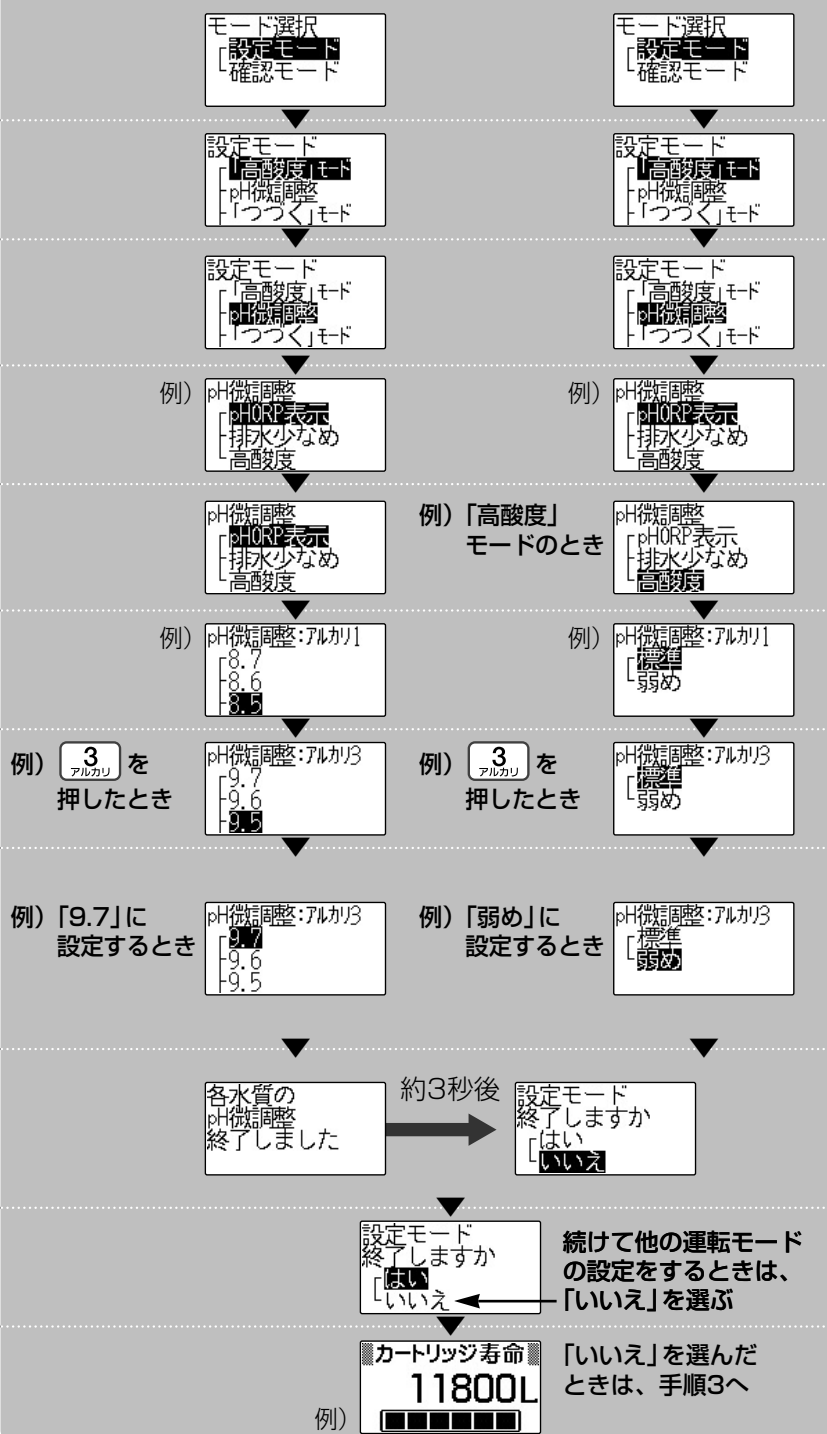 モード選択
設定モード
確認モード
モード選択
設定モード
確認モード
設定モード
「高酸度」モード
pH微調整
「つづく」モード
設定モード
「高酸度」モード
pH微調整
「つづく」モード
設定モード
「高酸度」モード
pH微調整
「つづく」モード
設定モード
「高酸度」モード
pH微調整
「つづく」モード
例）
pH微調整
pHORP表示
排水少なめ
高酸度
例）
pH微調整
pHORP表示
排水少なめ
高酸度
pH微調整
pHORP表示
排水少なめ
高酸度
例）「高酸度」
モードのとき
pH微調整
pHORP表示
排水少なめ
高酸度
例）
pH微調整:アルカリ1
8.7
8.6
8.5
例）
pH微調整:アルカリ1
標準
弱め
例） 3 を
アルカリ
押したとき
pH微調整:アルカリ3
9.7
9.6
9.5
例） 3 を
アルカリ
押したとき
pH微調整:アルカリ3
標準
弱め
例）「9.7」に
設定するとき
pH微調整:アルカリ3
9.7
9.6
9.5
例）「弱め」に
設定するとき
pH微調整:アルカリ3
標準
弱め
各水質の
pH微調整
終了しました
約3秒後
設定モード
終了しますか
はい
いいえ
設定モード
終了しますか
はい
いいえ
続けて他の運転モード
の設定をするときは、
「いいえ」を選ぶ
例）
カートリッジ寿命
11800L
「いいえ」を選んだ
ときは、手順3へ